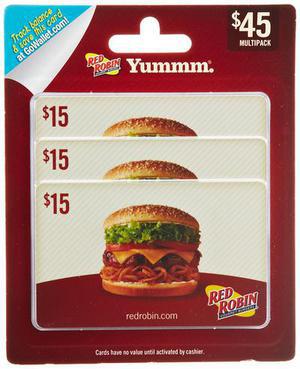 Track balance
& save this card
at GoWallet.com!
RED ROBIN
Yummm.®
$45
MULTIPACK
$15
$15
$15
RED
ROBIN
redrobin.com
Cards have no value until activated by cashier.